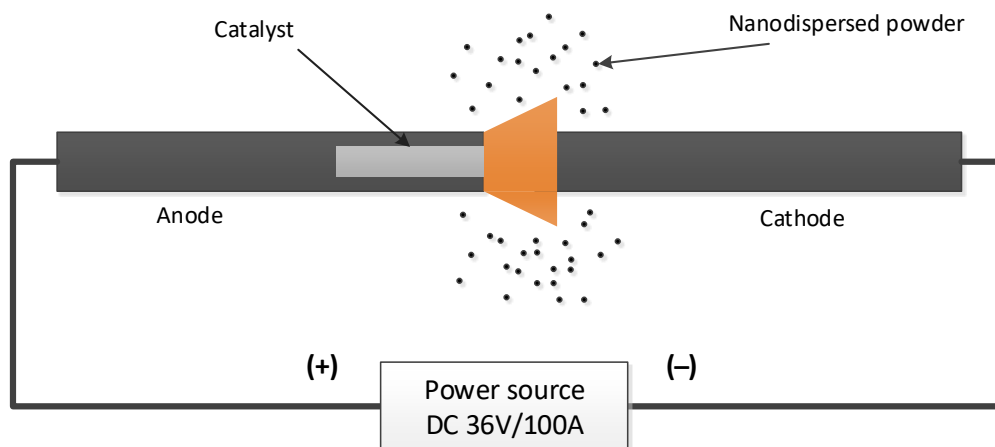 Catalyst
Nanodispersed powder
Anode
Cathode
(+)
(–)
Power source
DC 36V/100A